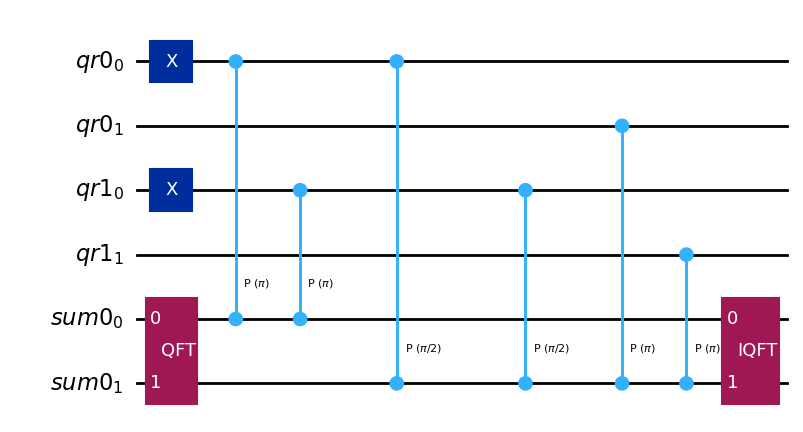 qr0₀ X
qr0₁
qr1₀ X
qr1₁
P (π) P (π)
sum0₀ 0 0
QFT P (π/2) P (π/2) P (π) P (π) IQFT
sum0₁ 1 1